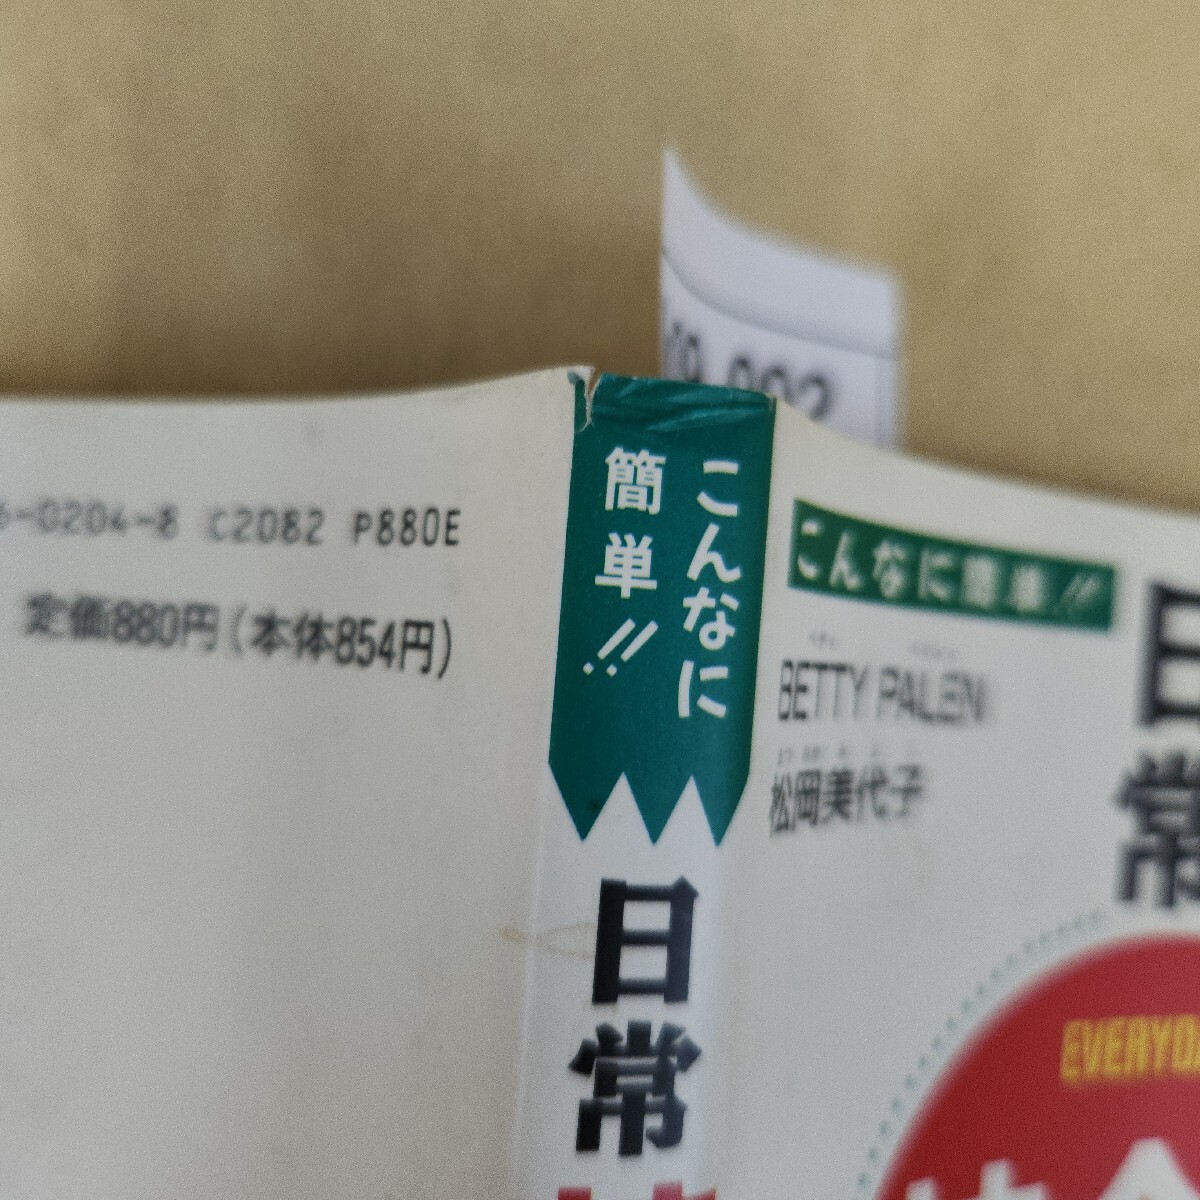 6-0204-8 C2082 P880E
定価880円(本体854円)
こんなに
簡単!!
日常
こんなに簡単!!
BETTY PALEN
松岡美代子
日常
EVERYD